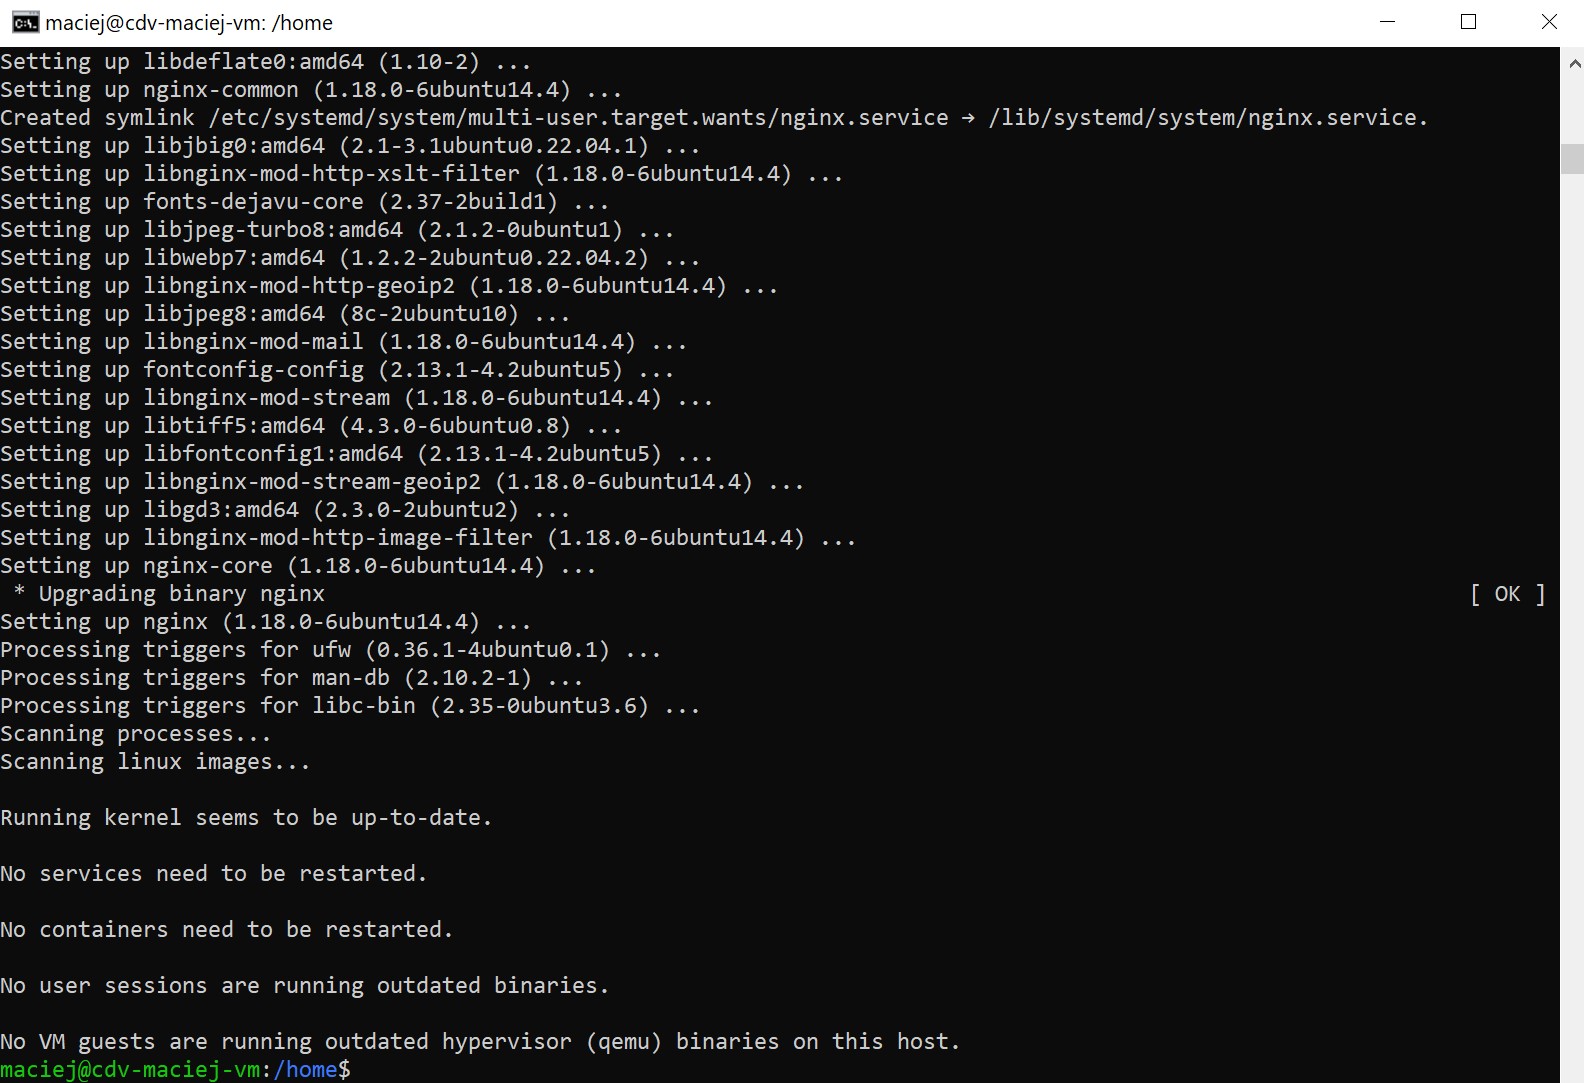 maciej@cdv-maciej-vm: /home
Setting up libdeflate0:amd64 (1.10-2) ...
Setting up nginx-common (1.18.0-6ubuntu14.4) ...
Created symlink /etc/systemd/system/multi-user.target.wants/nginx.service → /lib/systemd/system/nginx.service.
Setting up libjbig0:amd64 (2.1-3.1ubuntu0.22.04.1) ...
Setting up libnginx-mod-http-xslt-filter (1.18.0-6ubuntu14.4) ...
Setting up fonts-dejavu-core (2.37-2build1) ...
Setting up libjpeg-turbo8:amd64 (2.1.2-0ubuntu1) ...
Setting up libwebp7:amd64 (1.2.2-2ubuntu0.22.04.2) ...
Setting up libnginx-mod-http-geoip2 (1.18.0-6ubuntu14.4) ...
Setting up libjpeg8:amd64 (8c-2ubuntu10) ...
Setting up libnginx-mod-mail (1.18.0-6ubuntu14.4) ...
Setting up fontconfig-config (2.13.1-4.2ubuntu5) ...
Setting up libnginx-mod-stream (1.18.0-6ubuntu14.4) ...
Setting up libtiff5:amd64 (4.3.0-6ubuntu0.8) ...
Setting up libfontconfig1:amd64 (2.13.1-4.2ubuntu5) ...
Setting up libnginx-mod-stream-geoip2 (1.18.0-6ubuntu14.4) ...
Setting up libgd3:amd64 (2.3.0-2ubuntu2) ...
Setting up libnginx-mod-http-image-filter (1.18.0-6ubuntu14.4) ...
Setting up nginx-core (1.18.0-6ubuntu14.4) ...
 * Upgrading binary nginx [ OK ]
Setting up nginx (1.18.0-6ubuntu14.4) ...
Processing triggers for ufw (0.36.1-4ubuntu0.1) ...
Processing triggers for man-db (2.10.2-1) ...
Processing triggers for libc-bin (2.35-0ubuntu3.6) ...
Scanning processes...
Scanning linux images...
Running kernel seems to be up-to-date.
No services need to be restarted.
No containers need to be restarted.
No user sessions are running outdated binaries.
No VM guests are running outdated hypervisor (qemu) binaries on this host.
maciej@cdv-maciej-vm:/home$